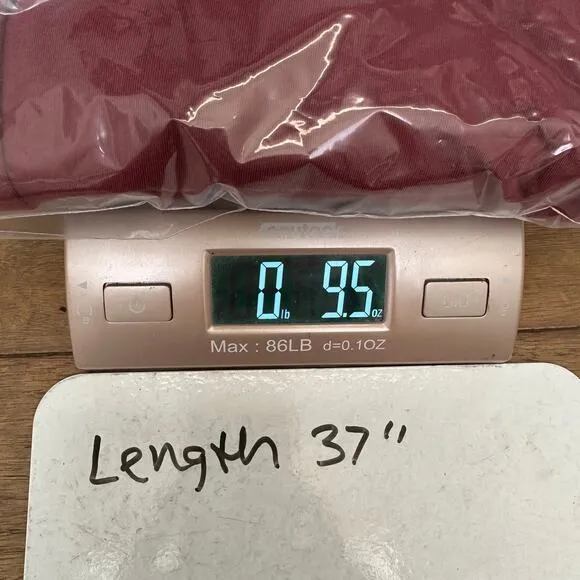 0 lb 9.5 oz
Max : 86LB d=0.1OZ
Length 37"